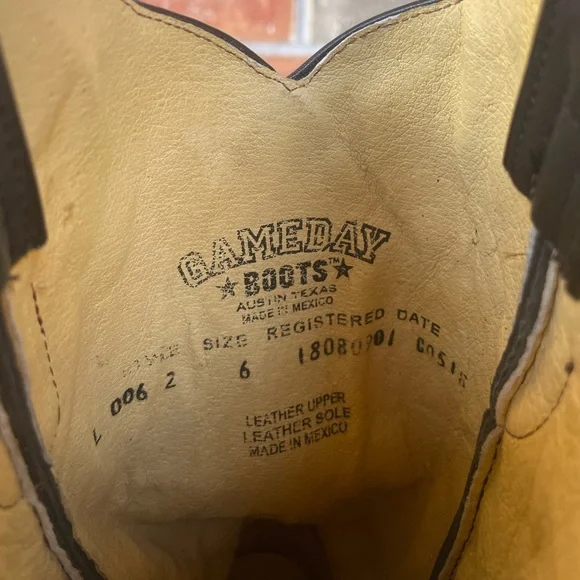 GAMEDAY
★ BOOTS™ ★
AUSTIN TEXAS
MADE IN MEXICO
STYLE SIZE REGISTERED DATE
L 006 2 6
LEATHER UPPER
LEATHER SOLE
MADE IN MEXICO